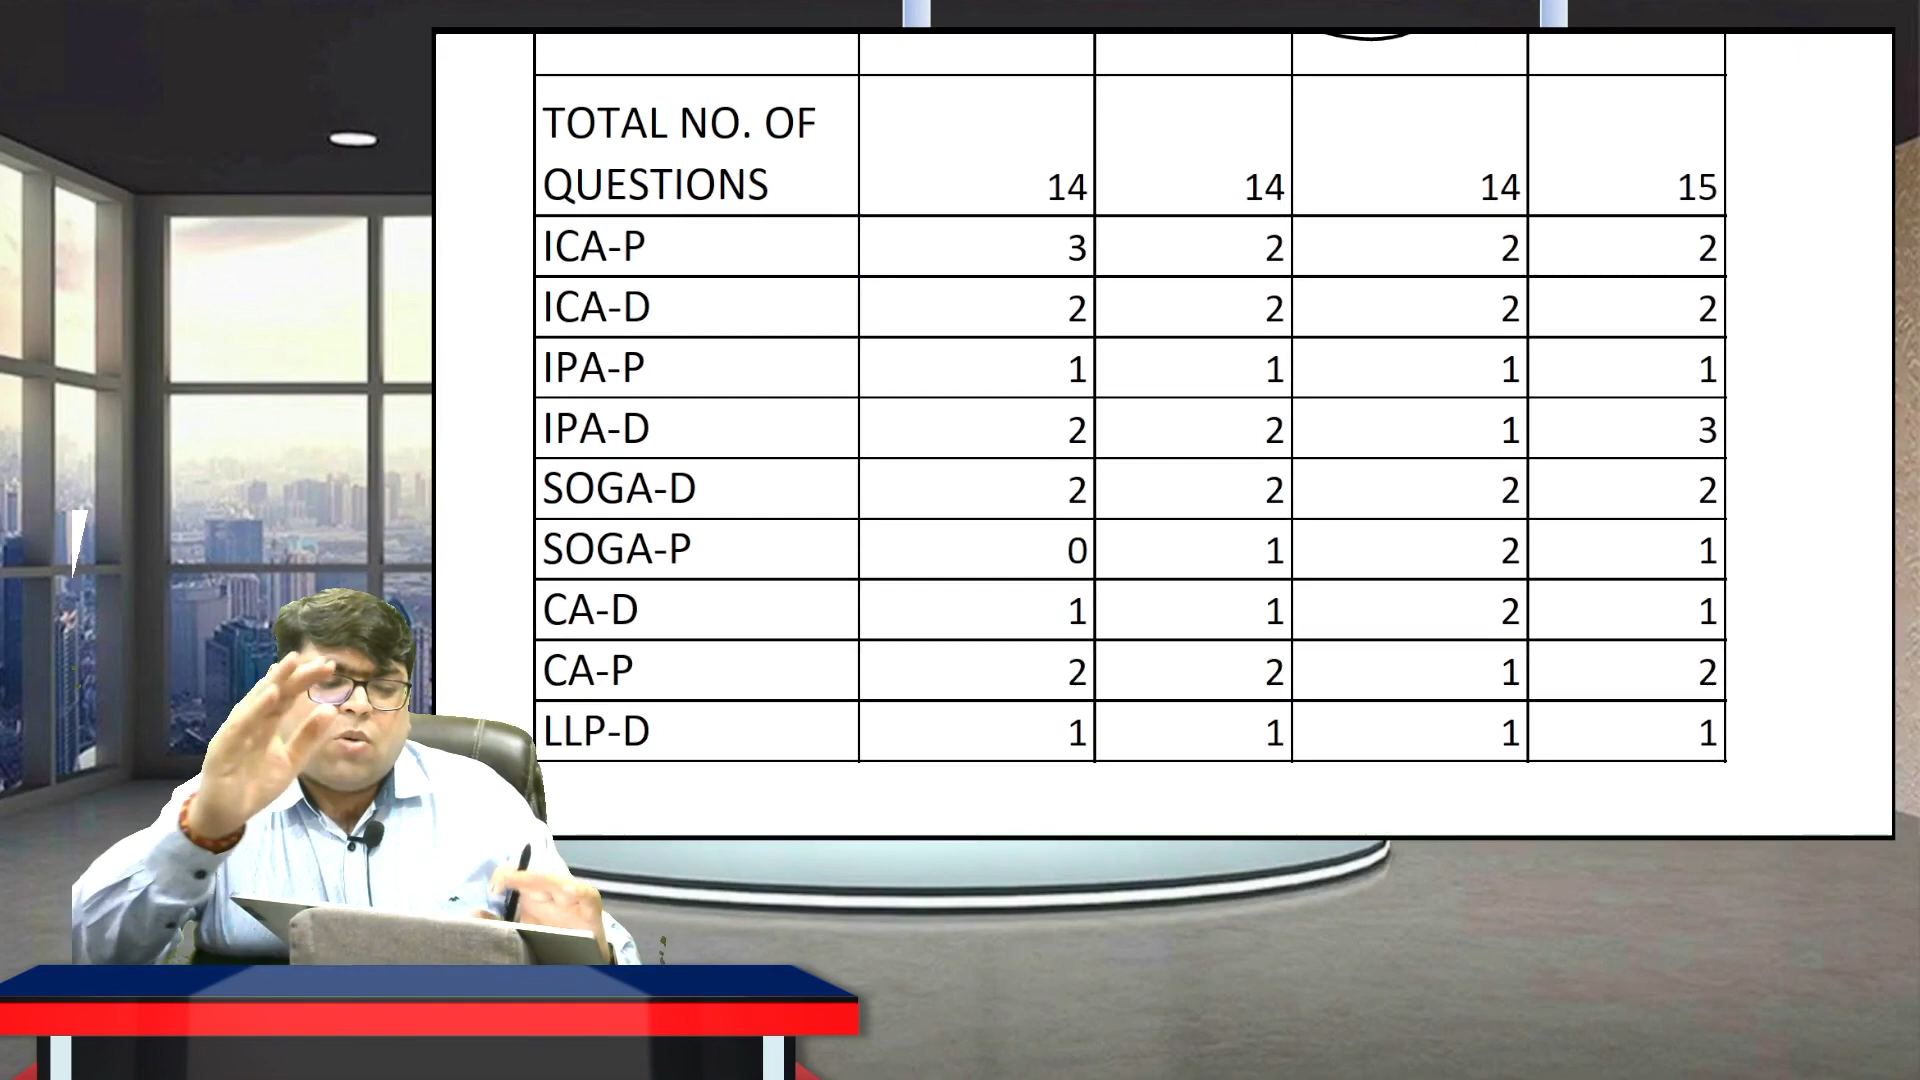 TOTAL NO. OF
QUESTIONS 14 14 14 15
ICA-P 3 2 2 2
ICA-D 2 2 2 2
IPA-P 1 1 1 1
IPA-D 2 2 1 3
SOGA-D 2 2 2 2
SOGA-P 0 1 2 1
CA-D 1 1 2 1
CA-P 2 2 1 2
LLP-D 1 1 1 1